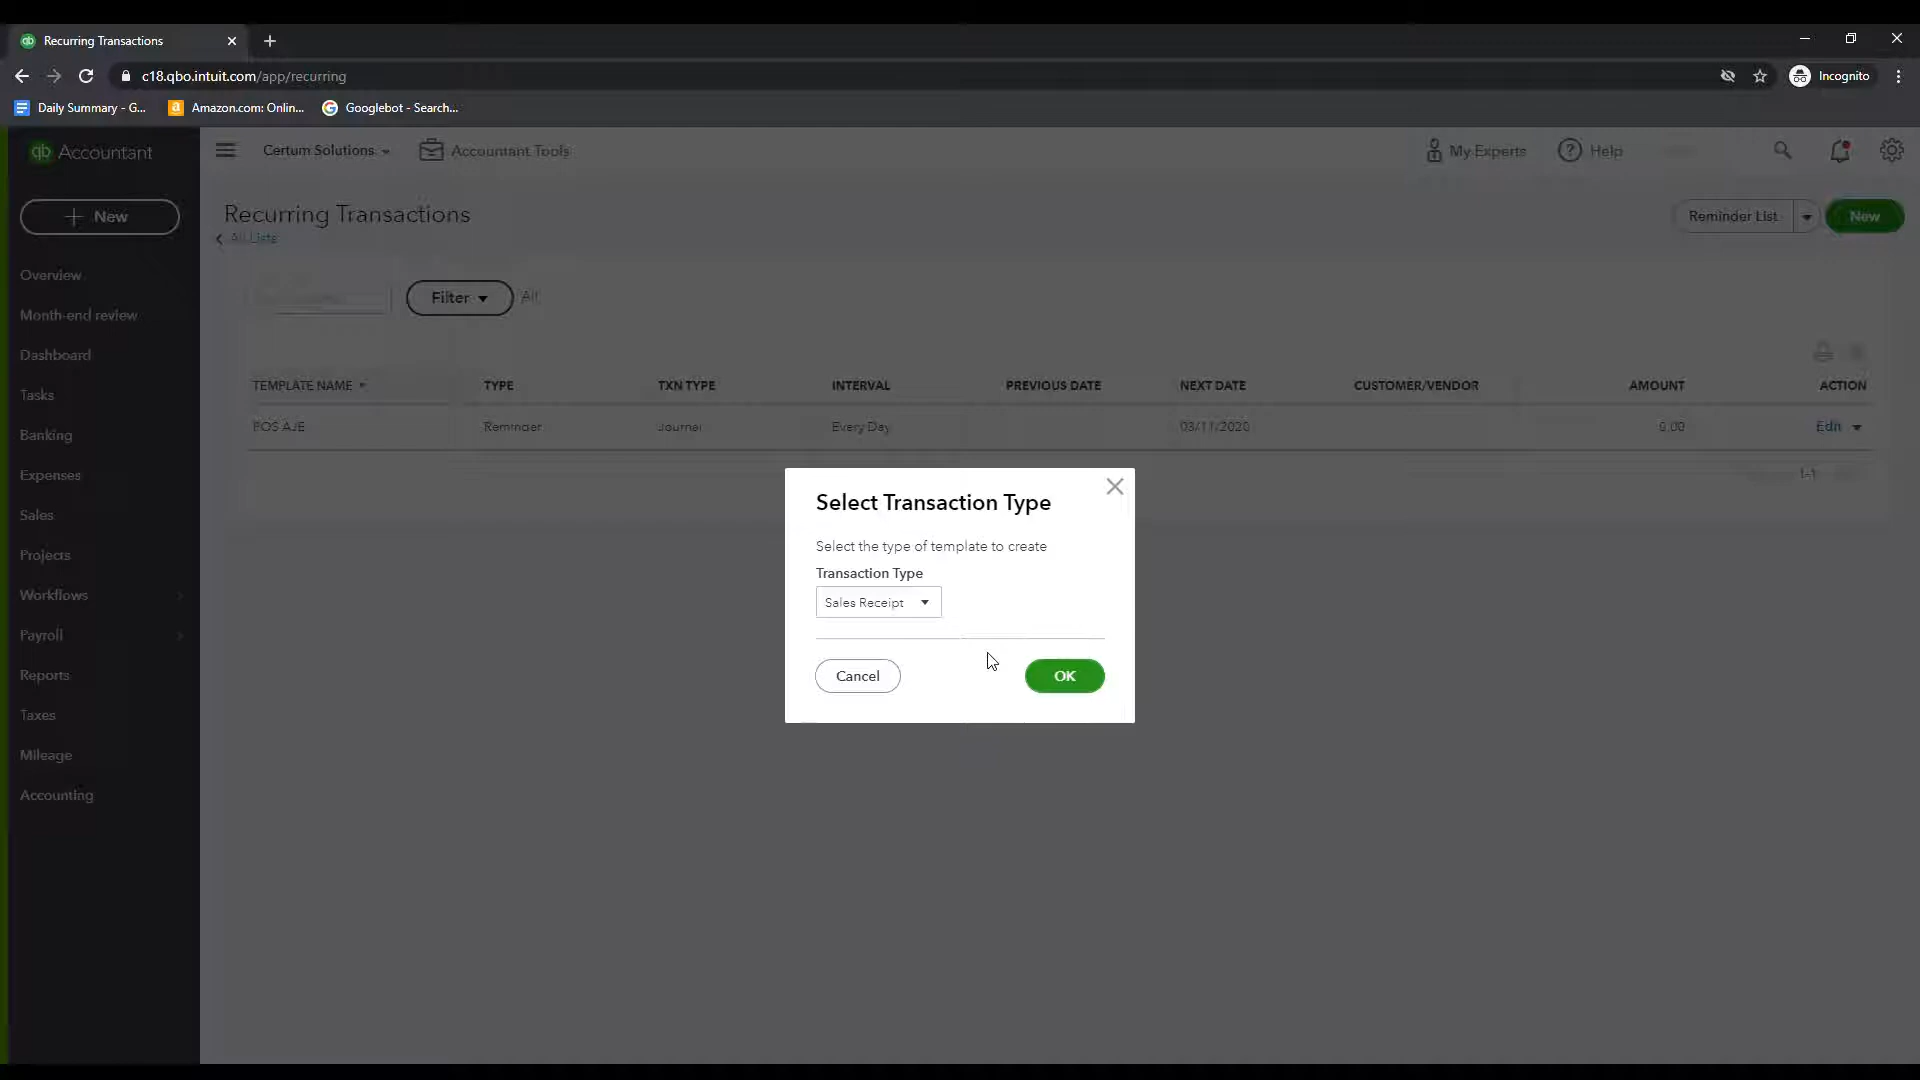 Recurring Transactions
c18.qbo.intuit.com/app/recurring
Incognito
Daily Summary - G...
Amazon.com: Onlin...
Googlebot - Search...
qb Accountant
Certum Solutions
Accountant Tools
My Experts
Help
New
Recurring Transactions
All Lists
Reminder List
New
Filter
All
Overview
Month-end review
Dashboard
Tasks
Banking
Expenses
Sales
Projects
Workflows
Payroll
Reports
Taxes
Mileage
Accounting
TEMPLATE NAME TYPE TXN TYPE INTERVAL PREVIOUS DATE NEXT DATE CUSTOMER/VENDOR AMOUNT ACTION
POS AJE Reminder Journal Every Day 03/11/2020 0.00 Edit
1-1
Select Transaction Type
Select the type of template to create
Transaction Type
Sales Receipt
Cancel
OK